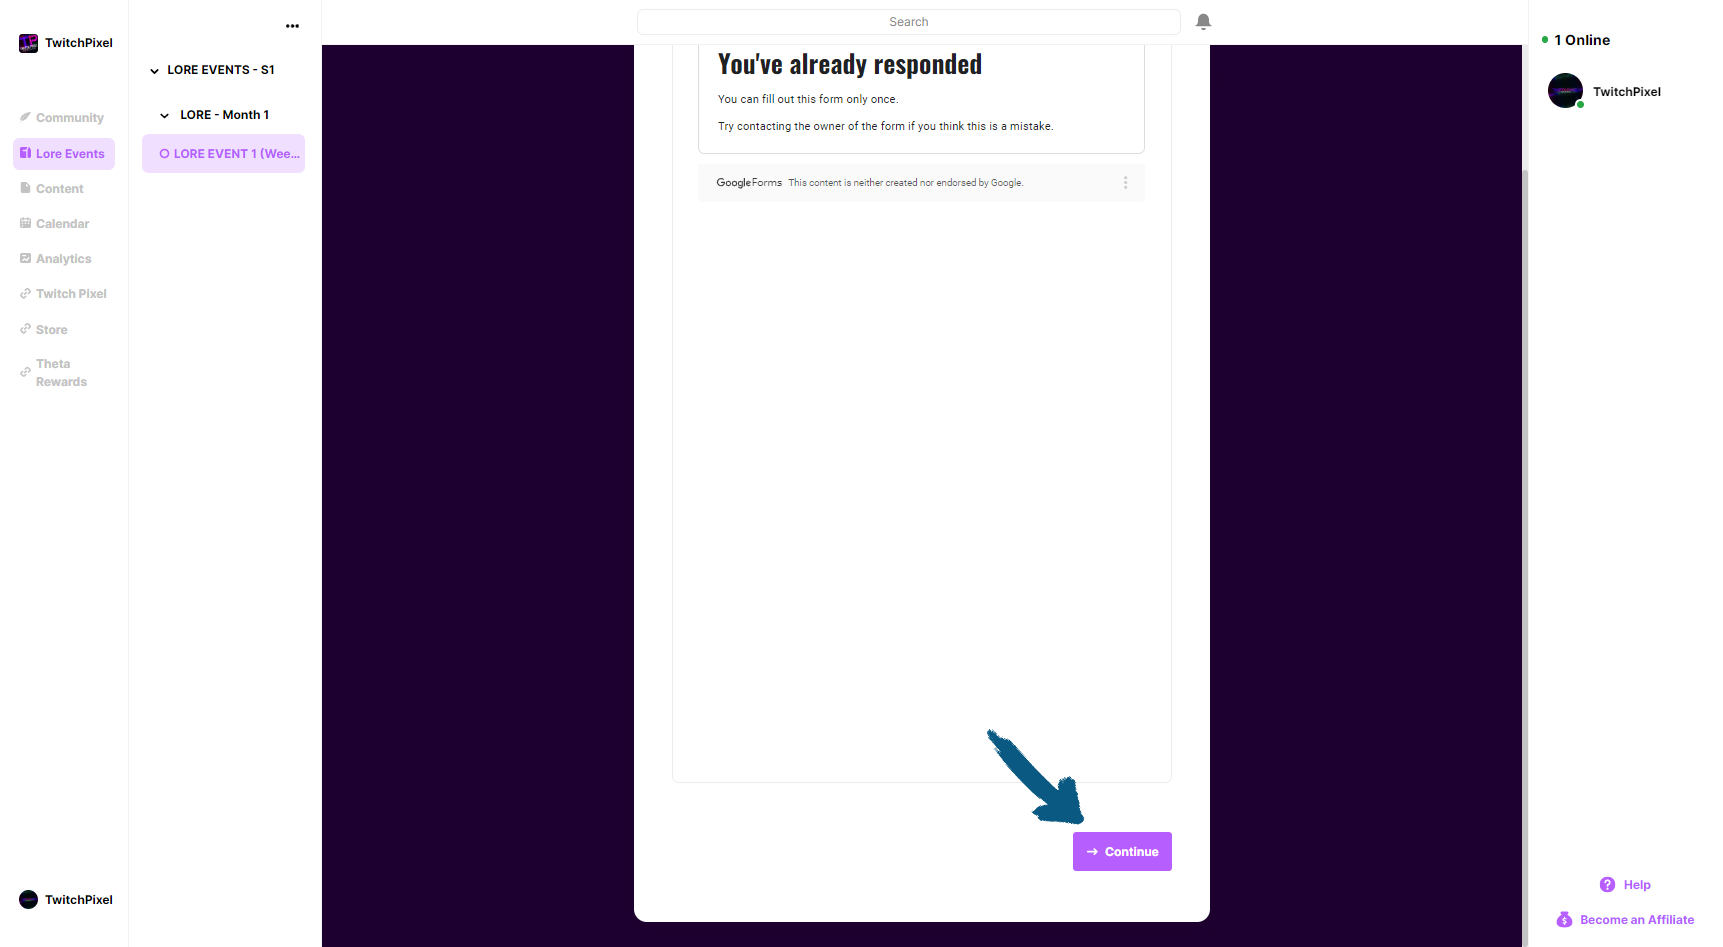 TwitchPixel
Community
Lore Events
Content
Calendar
Analytics
Twitch Pixel
Store
Theta
Rewards
TwitchPixel
LORE EVENTS - S1
LORE - Month 1
LORE EVENT 1 (Wee...
Search
You've already responded
You can fill out this form only once.
Try contacting the owner of the form if you think this is a mistake.
Google Forms This content is neither created nor endorsed by Google.
Continue
1 Online
TwitchPixel
Help
Become an Affiliate